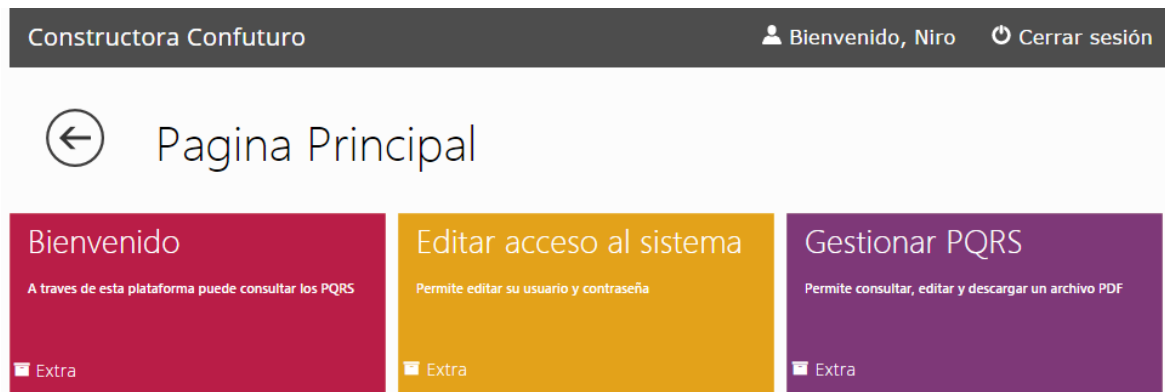 Constructora Confuturo
Bienvenido, Niro
Cerrar sesión
Pagina Principal
Bienvenido
A traves de esta plataforma puede consultar los PQRS
Extra
Editar acceso al sistema
Permite editar su usuario y contraseña
Extra
Gestionar PQRS
Permite consultar, editar y descargar un archivo PDF
Extra